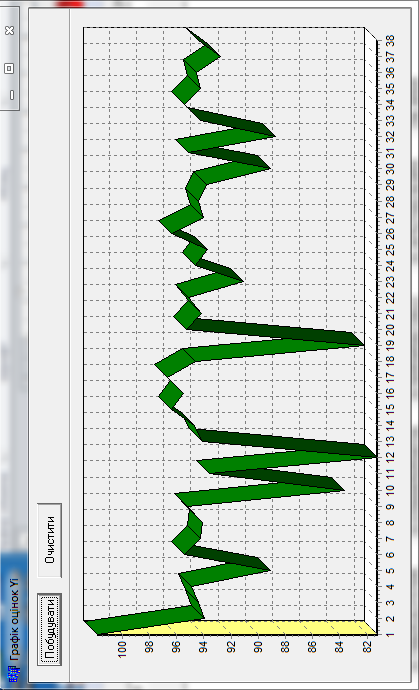 Графік оцінок Yi
Побудувати Очистити
100 98 96 94 92 90 88 86 84 82
1 2 3 4 5 6 7 8 9 10 11 12 13 14 15 16 17 18 19 20 21 22 23 24 25 26 27 28 29 30 31 32 33 34 35 36 37 38